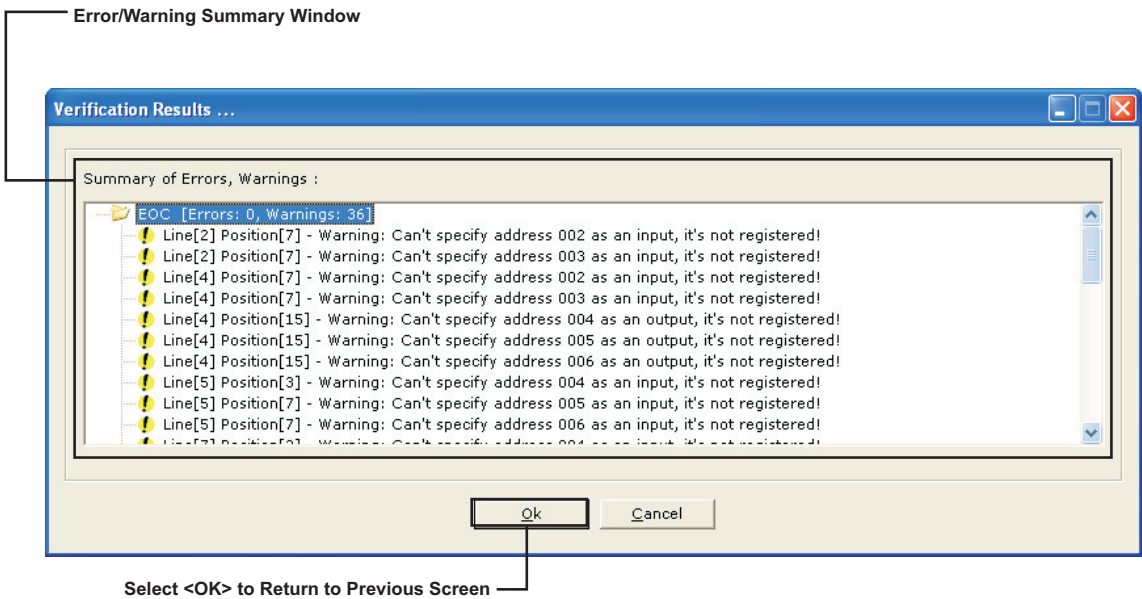 Error/Warning Summary Window
Verification Results ...
Summary of Errors, Warnings :
EOC [Errors: 0, Warnings: 36]
Line[2] Position[7] - Warning: Can't specify address 002 as an input, it's not registered!
Line[2] Position[7] - Warning: Can't specify address 003 as an input, it's not registered!
Line[4] Position[7] - Warning: Can't specify address 002 as an input, it's not registered!
Line[4] Position[7] - Warning: Can't specify address 003 as an input, it's not registered!
Line[4] Position[15] - Warning: Can't specify address 004 as an output, it's not registered!
Line[4] Position[15] - Warning: Can't specify address 005 as an output, it's not registered!
Line[4] Position[15] - Warning: Can't specify address 006 as an output, it's not registered!
Line[5] Position[3] - Warning: Can't specify address 004 as an input, it's not registered!
Line[5] Position[7] - Warning: Can't specify address 005 as an input, it's not registered!
Line[5] Position[7] - Warning: Can't specify address 006 as an input, it's not registered!
Ok
Cancel
Select <OK> to Return to Previous Screen